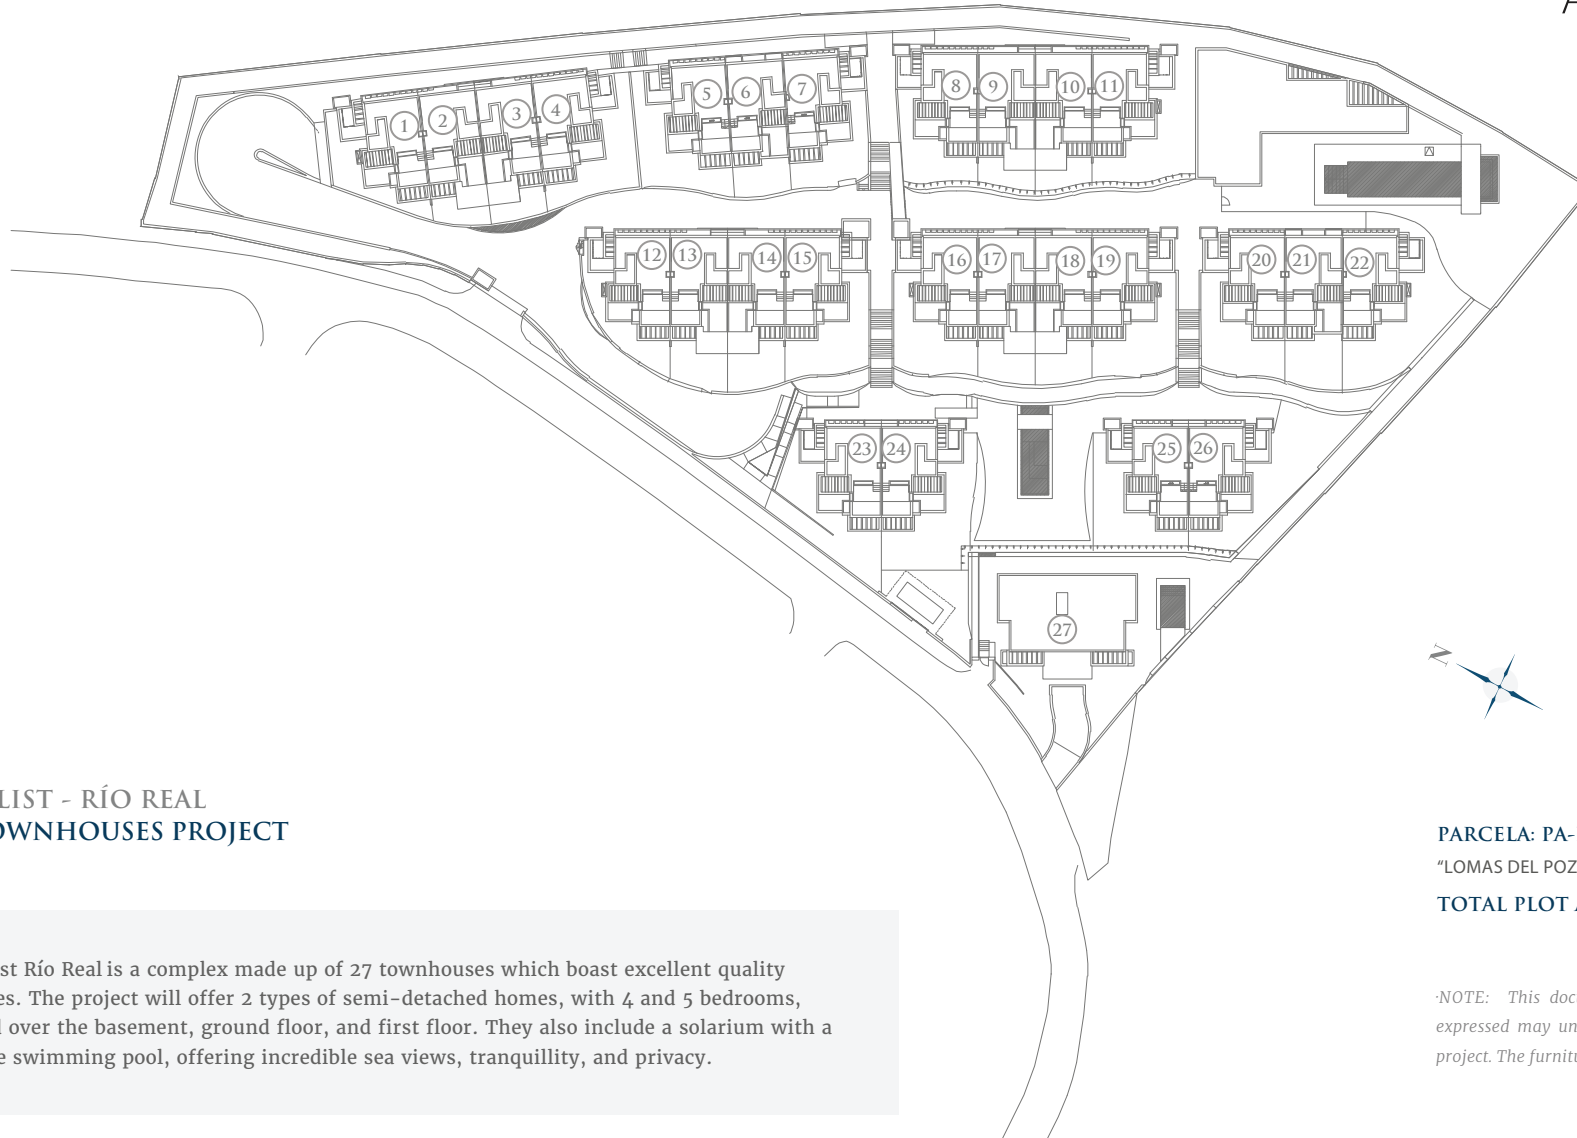 1 2 3 4 5 6 7 8 9 10 11
12 13 14 15 16 17 18 19 20 21 22
23 24 25 26
27
N
LIST - RÍO REAL
OWNHOUSES PROJECT
st Río Real is a complex made up of 27 townhouses which boast excellent quality
es. The project will offer 2 types of semi-detached homes, with 4 and 5 bedrooms,
over the basement, ground floor, and first floor. They also include a solarium with a
e swimming pool, offering incredible sea views, tranquillity, and privacy.
PARCELA: PA-
"LOMAS DEL POZ
TOTAL PLOT
·NOTE: This doc
expressed may un
project. The furnitu